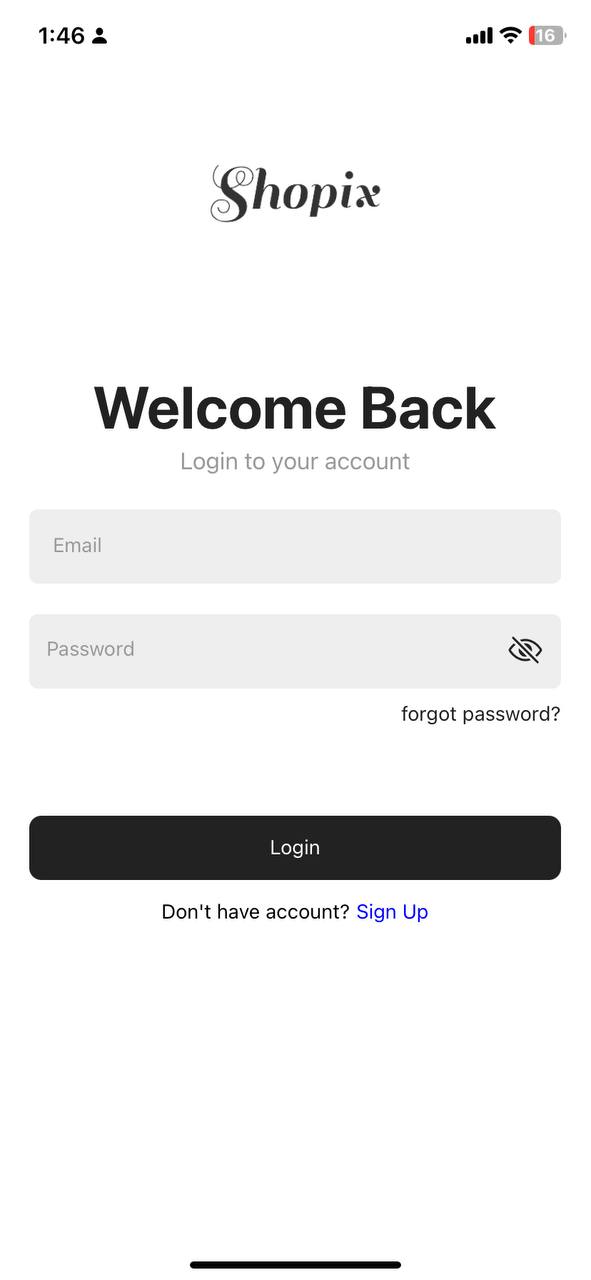 1:46
16
Shopix
Welcome Back
Login to your account
Email
Password
forgot password?
Login
Don't have account? Sign Up